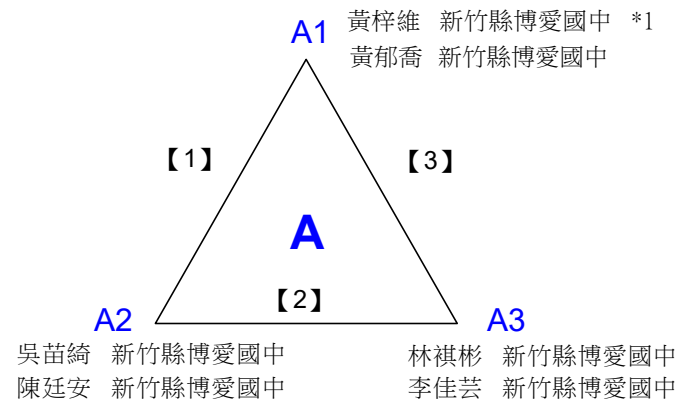 A1
黃梓維 新竹縣博愛國中 *1
黃郁喬 新竹縣博愛國中
【1】
【3】
A
【2】
A2
A3
吳苗綺 新竹縣博愛國中
陳廷安 新竹縣博愛國中
林祺彬 新竹縣博愛國中
李佳芸 新竹縣博愛國中